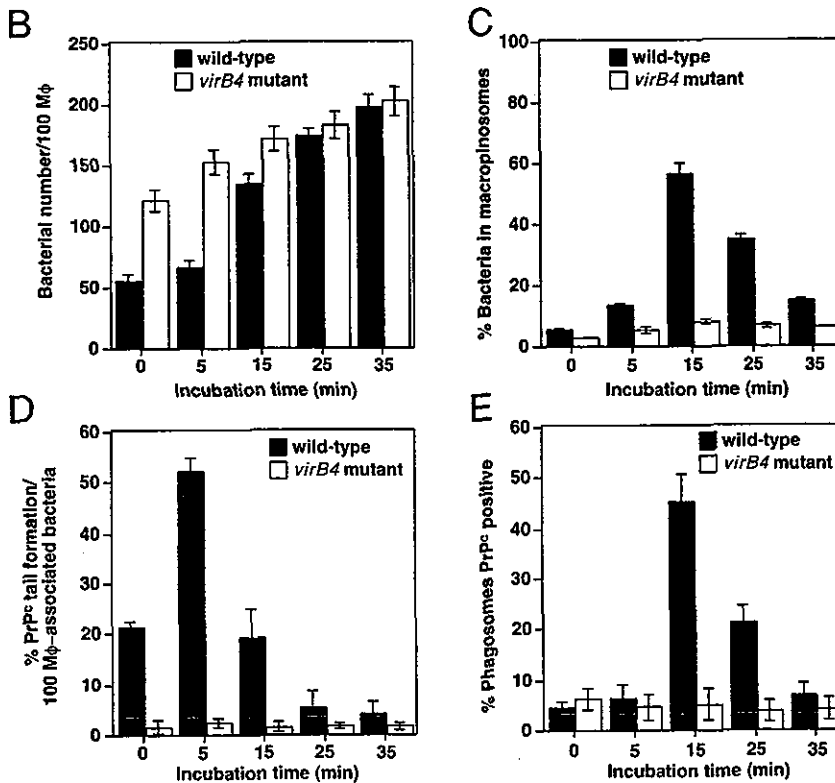 B
wild-type
virB4 mutant
Bacterial number/100 Mφ
250
200
150
100
50
0
0 5 15 25 35
Incubation time (min)
C
wild-type
virB4 mutant
% Bacteria in macropinosomes
100
80
60
40
20
0
0 5 15 25 35
Incubation time (min)
D
wild-type
virB4 mutant
% PrPᶜ tail formation/
100 Mφ–associated bacteria
60
50
40
30
20
10
0
0 5 15 25 35
Incubation time (min)
E
wild-type
virB4 mutant
% Phagosomes PrPᶜ positive
60
50
40
30
20
10
0
0 5 15 25 35
Incubation time (min)